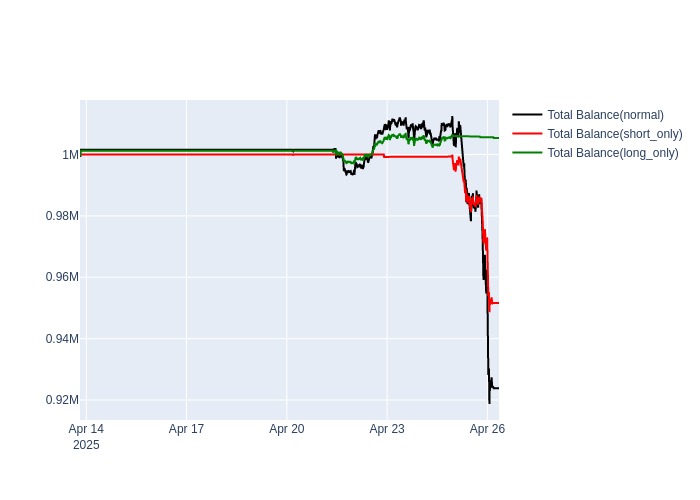 Total Balance(normal)
Total Balance(short_only)
Total Balance(long_only)
1M
0.98M
0.96M
0.94M
0.92M
Apr 14
2025
Apr 17
Apr 20
Apr 23
Apr 26